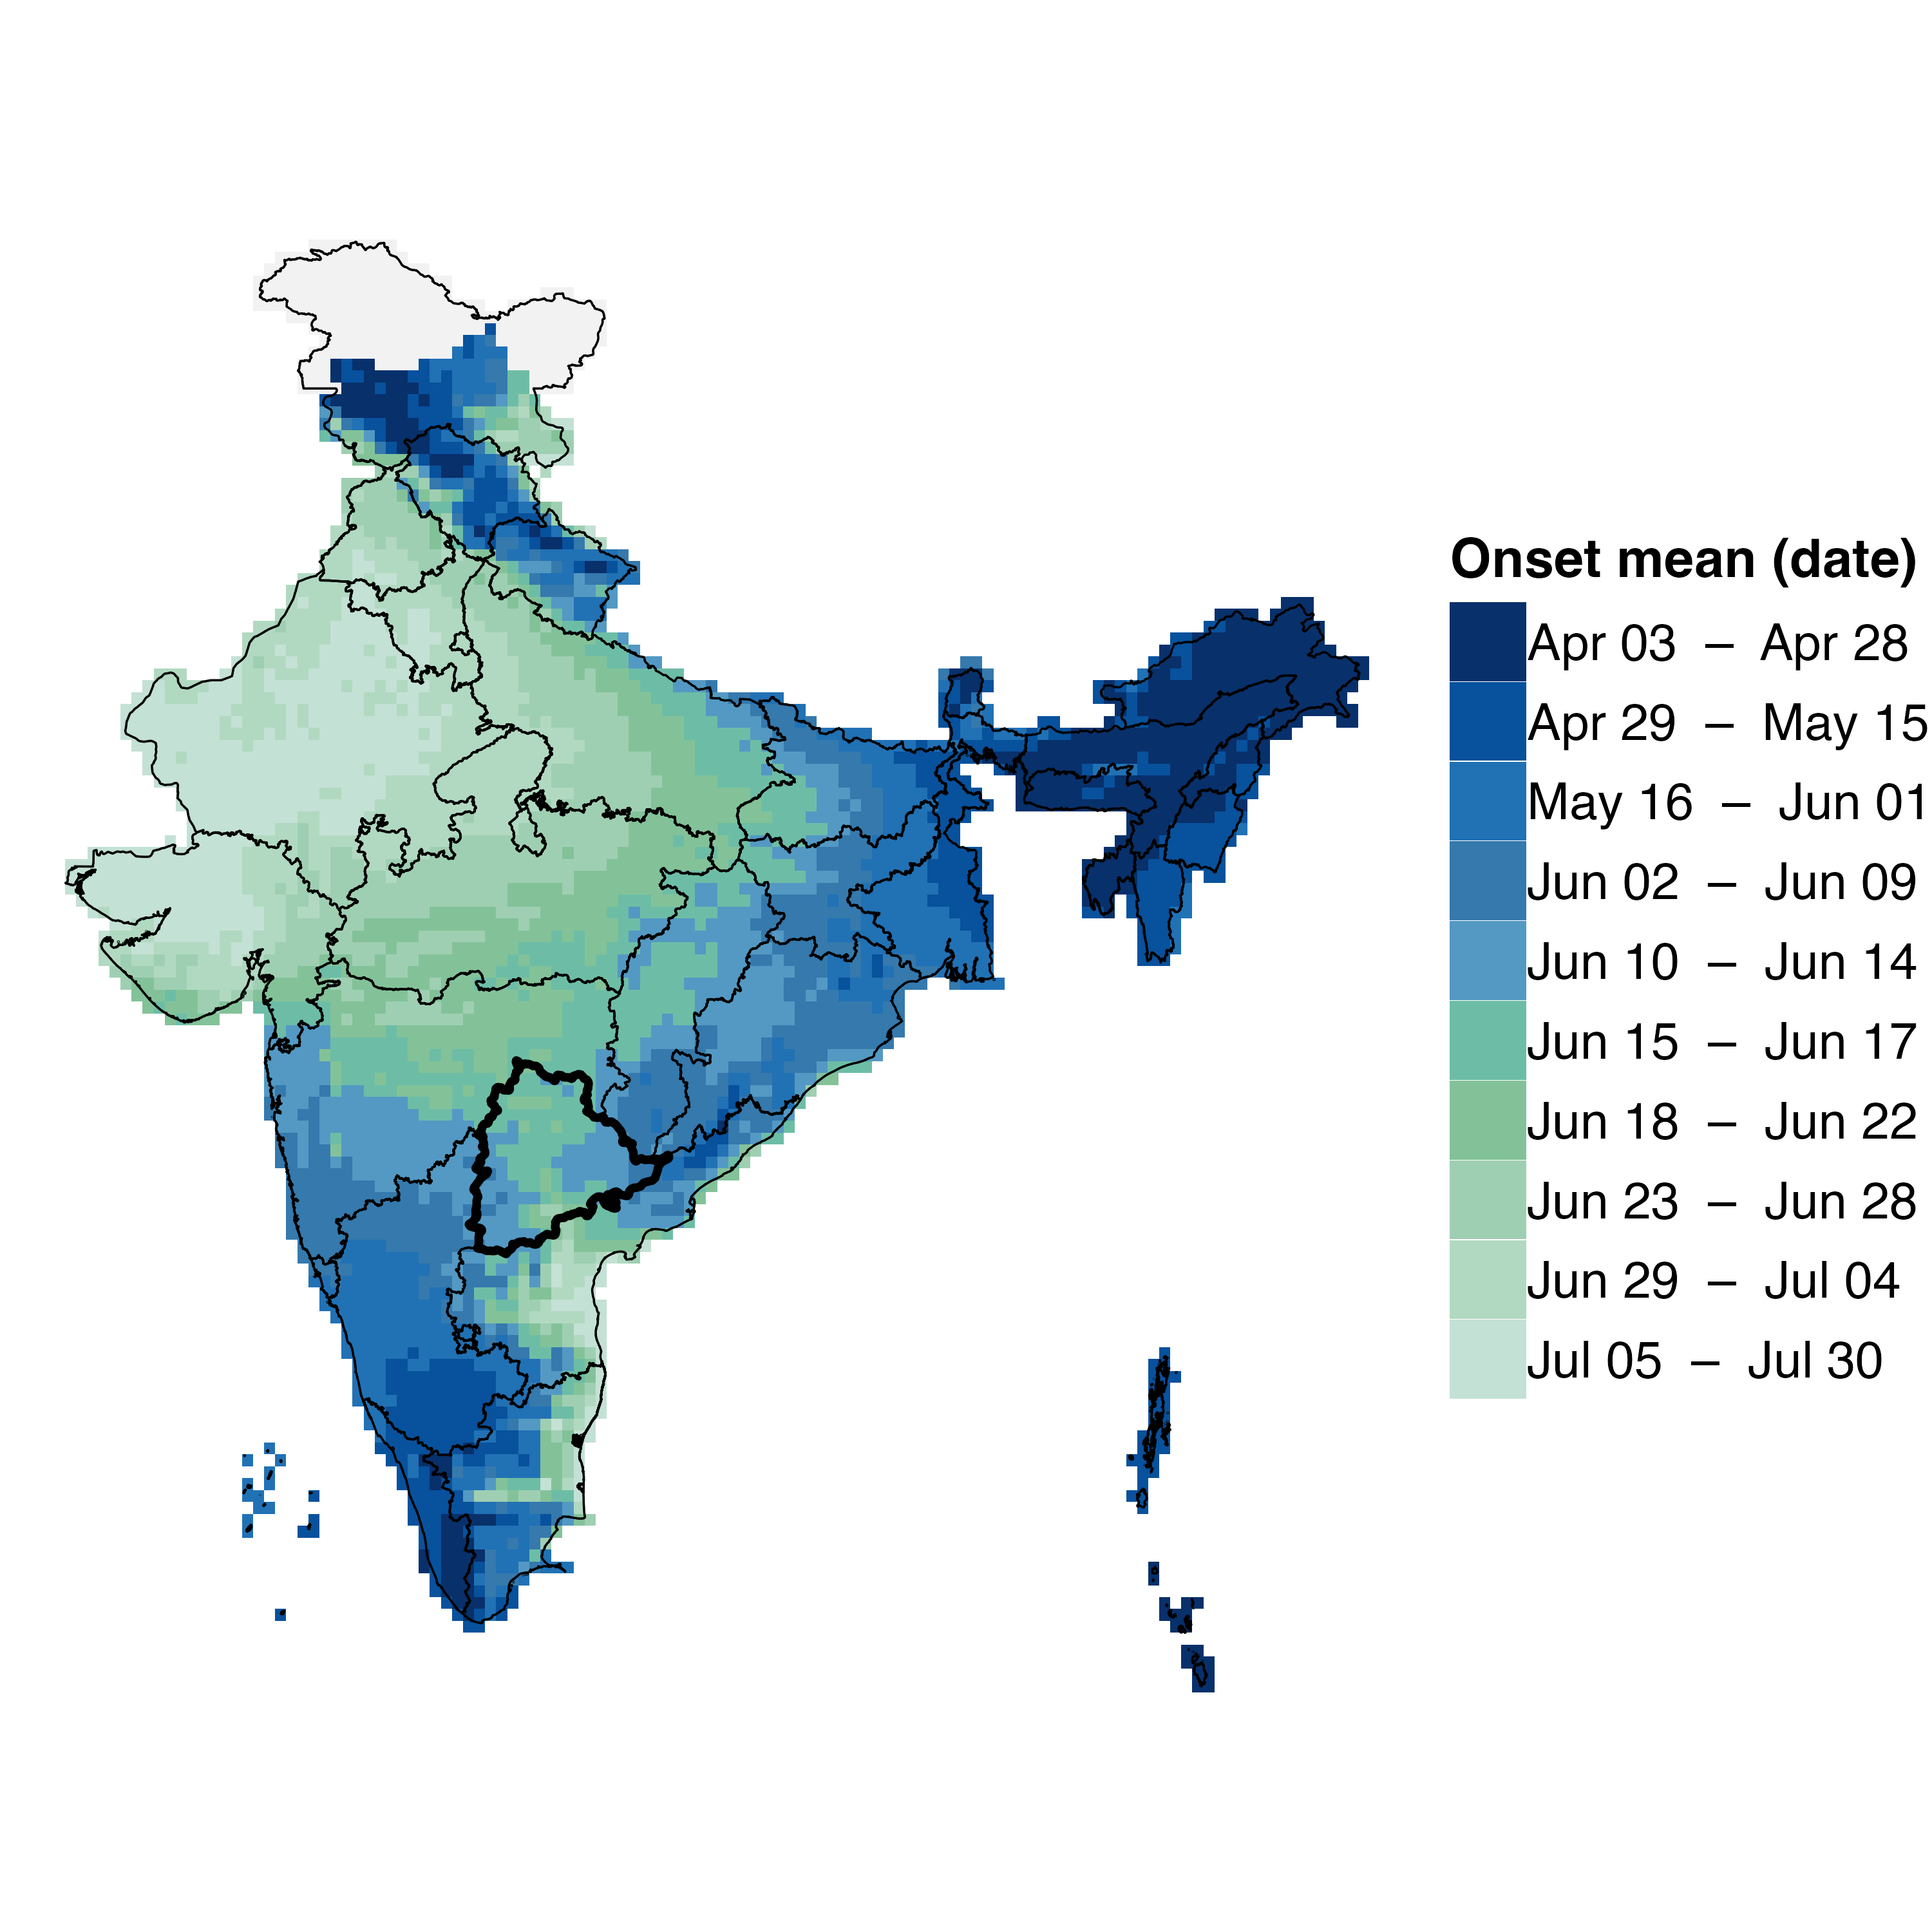 Onset mean (date)
Apr 03 – Apr 28
Apr 29 – May 15
May 16 – Jun 01
Jun 02 – Jun 09
Jun 10 – Jun 14
Jun 15 – Jun 17
Jun 18 – Jun 22
Jun 23 – Jun 28
Jun 29 – Jul 04
Jul 05 – Jul 30